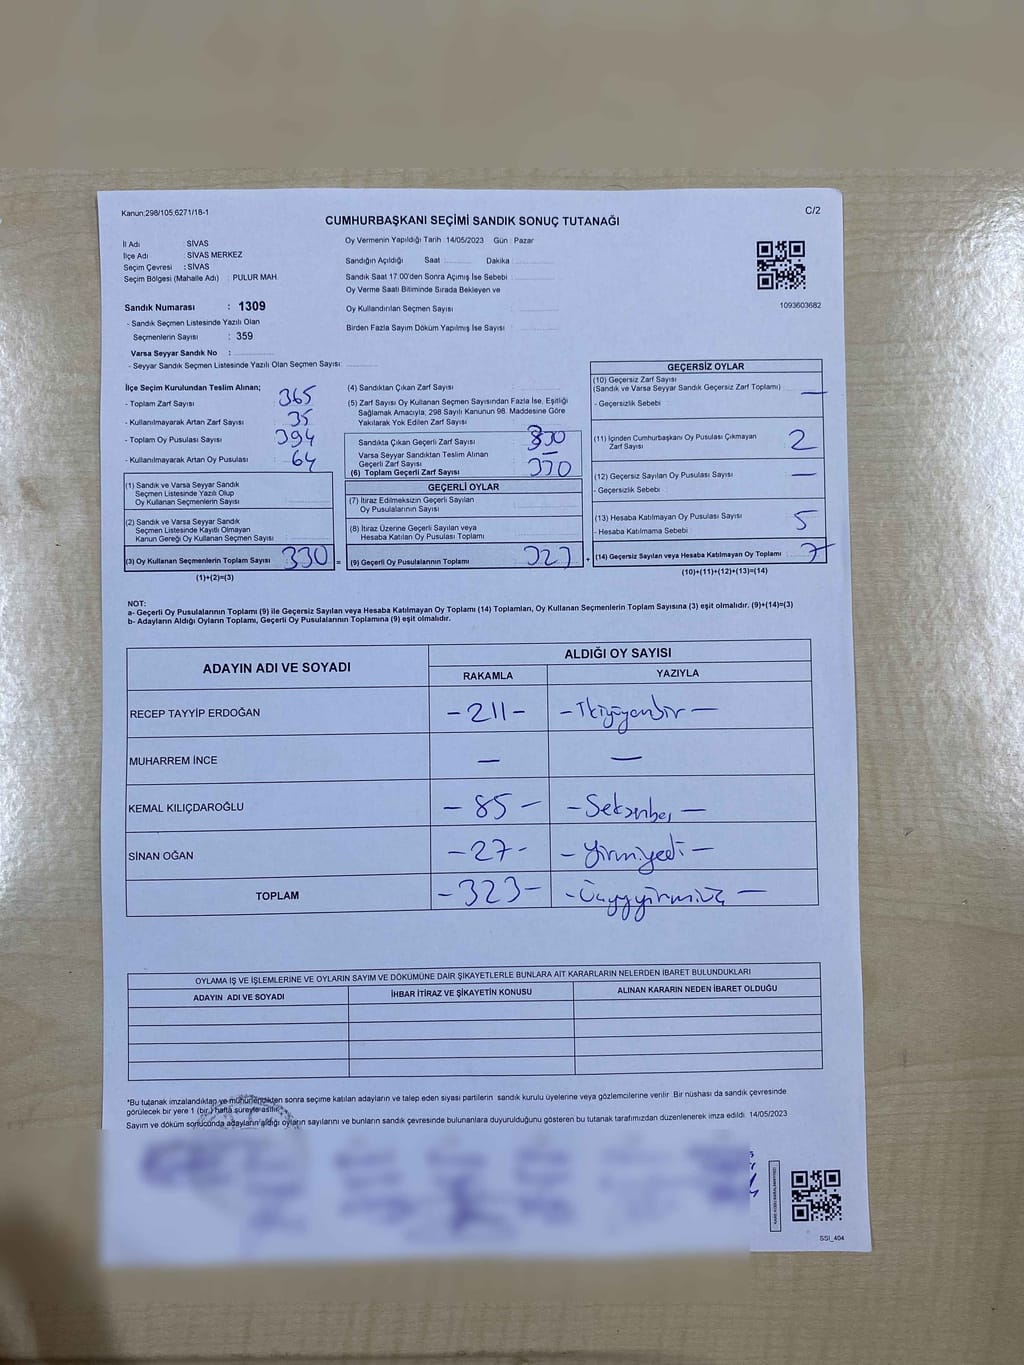 Kanun:298/105,6271/18-1
C/2
CUMHURBAŞKANI SEÇİMİ SANDIK SONUÇ TUTANAĞI
İl Adı SİVAS
İlçe Adı SİVAS MERKEZ
Seçim Çevresi : SİVAS
Seçim Bölgesi (Mahalle Adı) : PULUR MAH.
Oy Vermenin Yapıldığı Tarih : 14/05/2023 Gün : Pazar
Sandığın Açıldığı Saat Dakika
Sandık Saat 17.00'den Sonra Açımış İse Sebebi
Oy Verme Saati Bitiminde Sırada Bekleyen ve
Oy Kullandırılan Seçmen Sayısı
Birden Fazla Sayım Döküm Yapılmış İse Sayısı
1093603682
Sandık Numarası : 1309
- Sandık Seçmen Listesinde Yazılı Olan
Seçmenlerin Sayısı : 359
Varsa Seyyar Sandık No :
- Seyyar Sandık Seçmen Listesinde Yazılı Olan Seçmen Sayısı:
İlçe Seçim Kurulundan Teslim Alınan;
- Toplam Zarf Sayısı 365
- Kullanılmayarak Artan Zarf Sayısı 35
- Toplam Oy Pusulası Sayısı 394
- Kullanılmayarak Artan Oy Pusulası 64
(1) Sandık ve Varsa Seyyar Sandık
Seçmen Listesinde Yazılı Olup
Oy Kullanan Seçmenlerin Sayısı
(2) Sandık ve Varsa Seyyar Sandık
Seçmen Listesinde Kayıtlı Olmayan
Kanun Gereği Oy Kullanan Seçmen Sayısı
(3) Oy Kullanan Seçmenlerin Toplam Sayısı 330
(1)+(2)=(3)
=
(4) Sandıktan Çıkan Zarf Sayısı
(5) Zarf Sayısı Oy Kullanan Seçmen Sayısından Fazla İse, Eşitliği
Sağlamak Amacıyla, 298 Sayılı Kanunun 98. Maddesine Göre
Yakılarak Yok Edilen Zarf Sayısı
Sandıkta Çıkan Geçerli Zarf Sayısı 330
Varsa Seyyar Sandıktan Teslim Alınan
Geçerli Zarf Sayısı —
(6) Toplam Geçerli Zarf Sayısı 330
GEÇERLİ OYLAR
(7) İtiraz Edilmeksizin Geçerli Sayılan
Oy Pusulalarının Sayısı
(8) İtiraz Üzerine Geçerli Sayılan veya
Hesaba Katılan Oy Pusulası Toplamı
(9) Geçerli Oy Pusulalarının Toplamı 323
+
GEÇERSİZ OYLAR
(10) Geçersiz Zarf Sayısı
(Sandık ve Varsa Seyyar Sandık Geçersiz Zarf Toplamı) —
- Geçersizlik Sebebi
(11) İçinden Cumhurbaşkanı Oy Pusulası Çıkmayan
Zarf Sayısı 2
(12) Geçersiz Sayılan Oy Pusulası Sayısı —
- Geçersizlik Sebebi
(13) Hesaba Katılmayan Oy Pusulası Sayısı 5
- Hesaba Katılmama Sebebi
(14) Geçersiz Sayılan veya Hesaba Katılmayan Oy Toplamı 7
(10)+(11)+(12)+(13)=(14)
NOT:
a- Geçerli Oy Pusulalarının Toplamı (9) ile Geçersiz Sayılan veya Hesaba Katılmayan Oy Toplamı (14) Toplamları, Oy Kullanan Seçmenlerin Toplam Sayısına (3) eşit olmalıdır. (9)+(14)=(3)
b- Adayların Aldığı Oyların Toplamı, Geçerli Oy Pusulalarının Toplamına (9) eşit olmalıdır.
ADAYIN ADI VE SOYADI
ALDIĞI OY SAYISI
RAKAMLA YAZIYLA
RECEP TAYYİP ERDOĞAN -211- - İkiyüzonbir -
MUHARREM İNCE — —
KEMAL KILIÇDAROĞLU - 85 - - Seksenbeş -
SİNAN OĞAN -27- - yirmiyedi -
TOPLAM -323- - Üçyüzyirmiüç -
OYLAMA İŞ VE İŞLEMLERİNE VE OYLARIN SAYIM VE DÖKÜMÜNE DAİR ŞİKAYETLERLE BUNLARA AİT KARARLARIN NELERDEN İBARET BULUNDUKLARI
ADAYIN ADI VE SOYADI İHBAR İTİRAZ VE ŞİKAYETİN KONUSU ALINAN KARARIN NEDEN İBARET OLDUĞU
*Bu tutanak imzalandıktan ve mühürlendikten sonra seçime katılan adayların ve talep eden siyasi partilerin sandık kurulu üyelerine veya gözlemcilerine verilir. Bir nüshası da sandık çevresinde
görülecek bir yere 1 (bir) hafta süreyle asılır.
Sayım ve döküm sonucunda adayların aldığı oyların sayılarını ve bunların sandık çevresinde bulunanlara duyurulduğunu gösteren bu tutanak tarafımızdan düzenlenerek imza edildi. 14/05/2023
SSİ_404